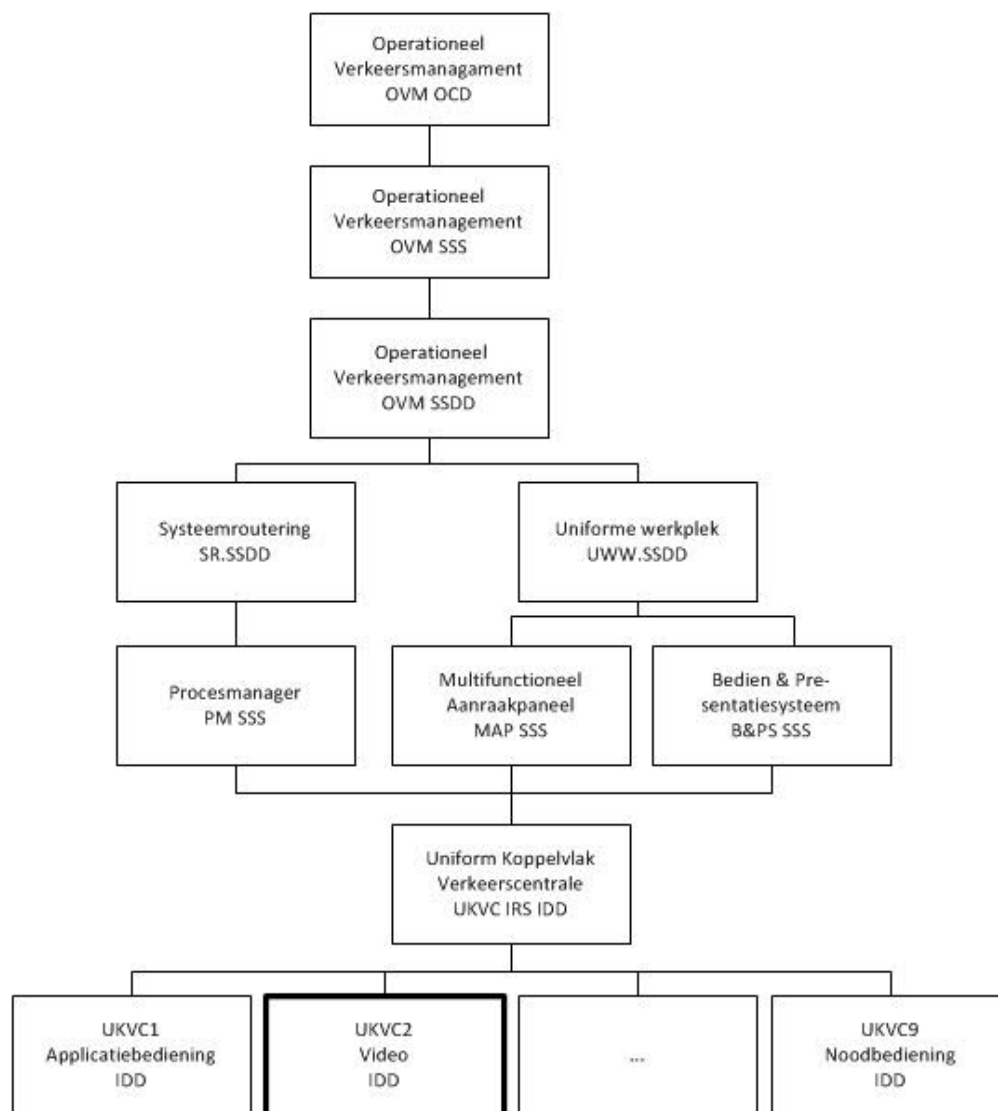 Operationeel
Verkeersmanagament
OVM OCD
Operationeel
Verkeersmanagement
OVM SSS
Operationeel
Verkeersmanagement
OVM SSDD
Systeemroutering
SR.SSDD
Uniforme werkplek
UWW.SSDD
Procesmanager
PM SSS
Multifunctioneel
Aanraakpaneel
MAP SSS
Bedien & Pre-
sentatiesysteem
B&PS SSS
Uniform Koppelvlak
Verkeerscentrale
UKVC IRS IDD
UKVC1
Applicatiebediening
IDD
UKVC2
Video
IDD
...
UKVC9
Noodbediening
IDD